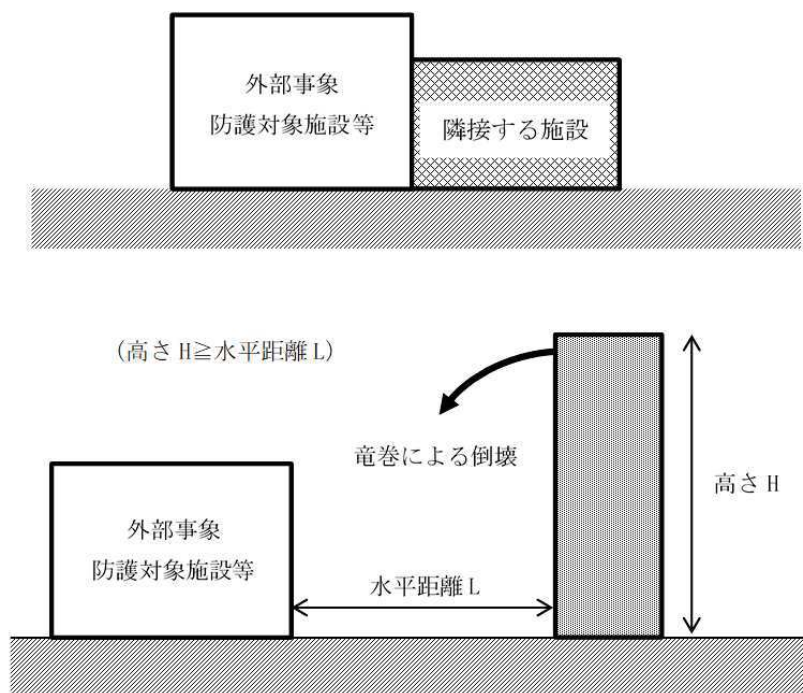 外部事象
防護対象施設等
隣接する施設
(高さ H≧水平距離 L)
竜巻による倒壊
高さ H
外部事象
防護対象施設等
水平距離 L